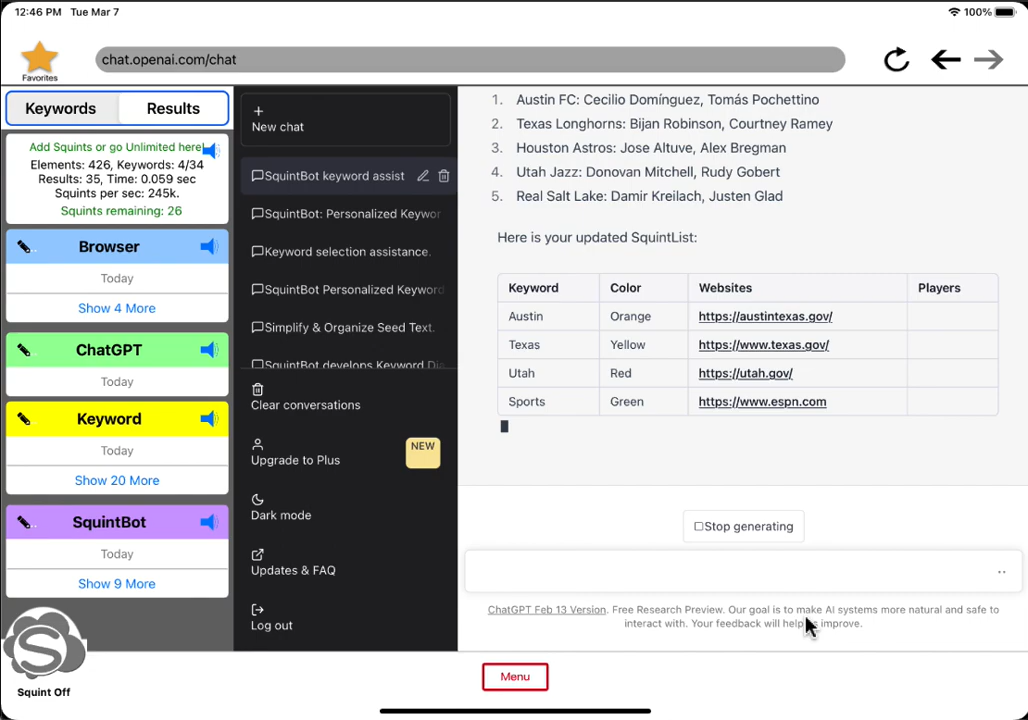 12:46 PM Tue Mar 7
100%
Favorites
chat.openai.com/chat
Keywords Results
Add Squints or go Unlimited here!
Elements: 426, Keywords: 4/34
Results: 35, Time: 0.059 sec
Squints per sec: 245k.
Squints remaining: 26
Browser
Today
Show 4 More
ChatGPT
Today
Keyword
Today
Show 20 More
SquintBot
Today
Show 9 More
Squint Off
+
New chat
SquintBot keyword assist
SquintBot: Personalized Keywor
Keyword selection assistance.
SquintBot Personalized Keyword
Simplify & Organize Seed Text.
SquintBot develops Keyword Dia
Clear conversations
Upgrade to Plus NEW
Dark mode
Updates & FAQ
Log out
1. Austin FC: Cecilio Domínguez, Tomás Pochettino
2. Texas Longhorns: Bijan Robinson, Courtney Ramey
3. Houston Astros: Jose Altuve, Alex Bregman
4. Utah Jazz: Donovan Mitchell, Rudy Gobert
5. Real Salt Lake: Damir Kreilach, Justen Glad
Here is your updated SquintList:
Keyword Color Websites Players
Austin Orange https://austintexas.gov/
Texas Yellow https://www.texas.gov/
Utah Red https://utah.gov/
Sports Green https://www.espn.com
Stop generating
ChatGPT Feb 13 Version. Free Research Preview. Our goal is to make AI systems more natural and safe to
interact with. Your feedback will help us improve.
Menu